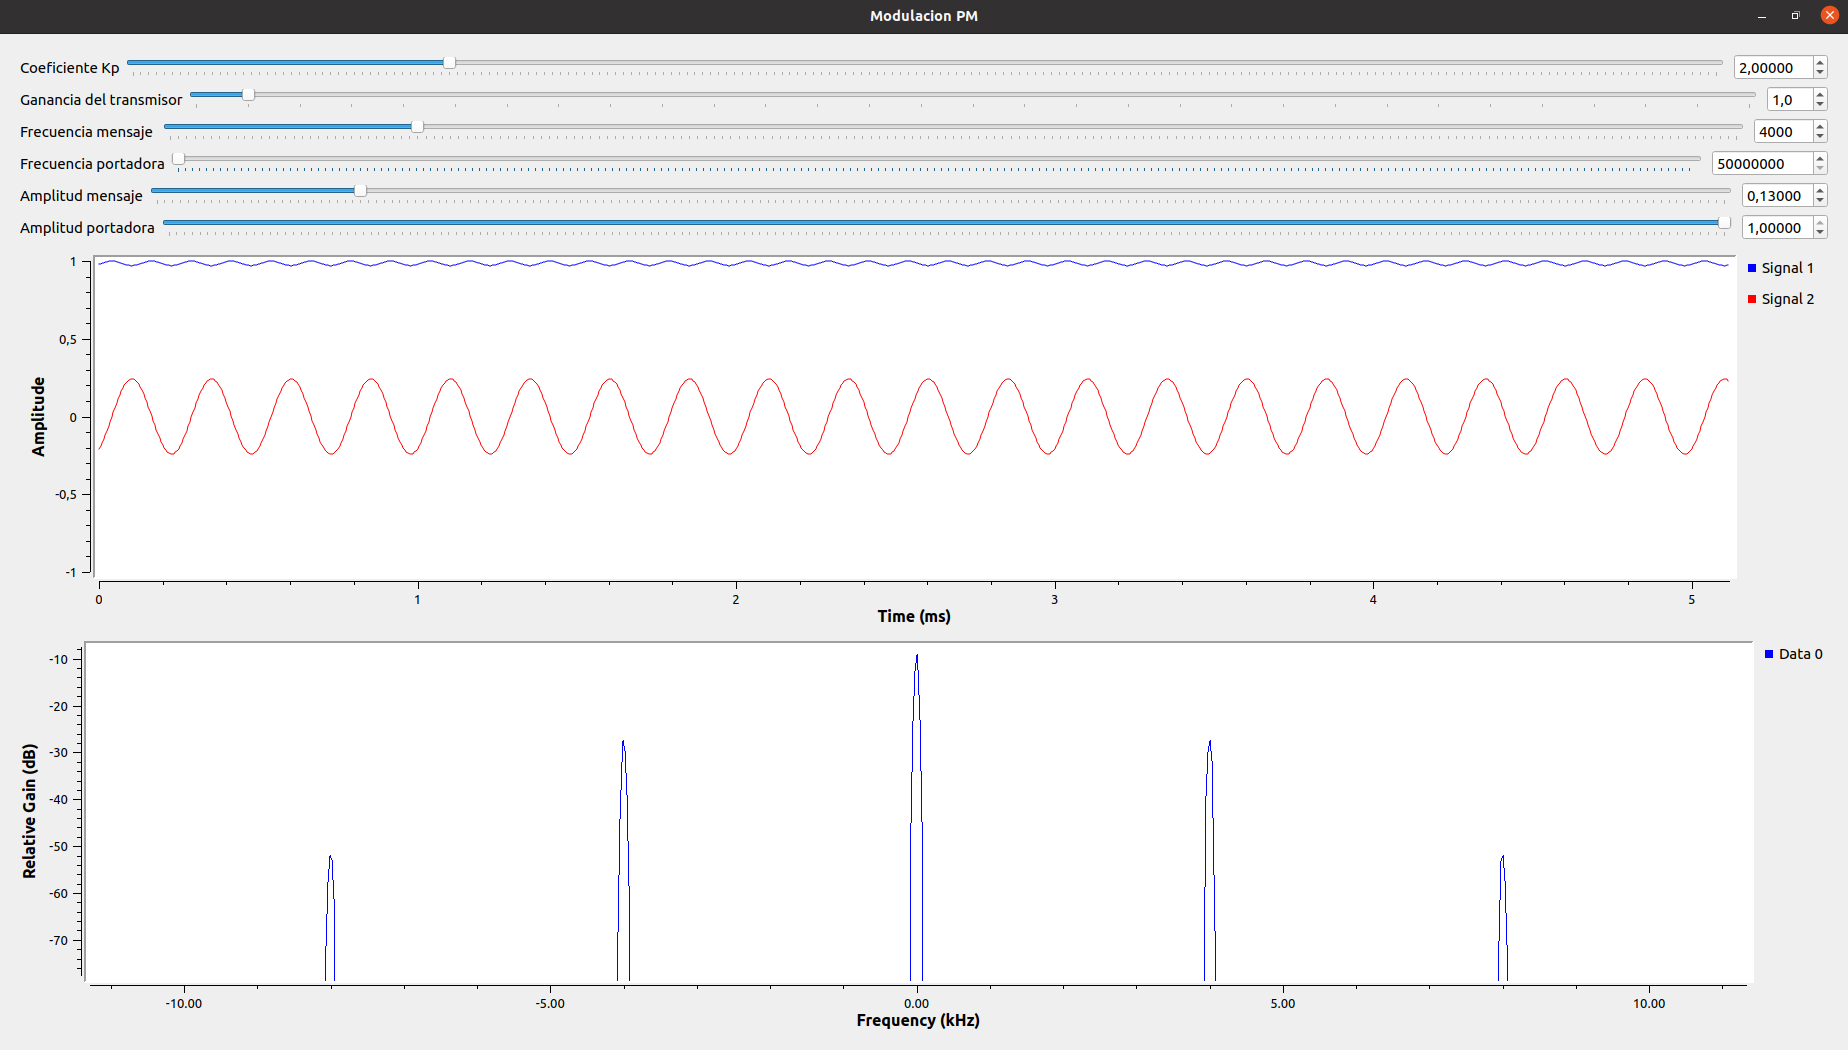 Modulacion PM
Coeficiente Kp 2,00000
Ganancia del transmisor 1,0
Frecuencia mensaje 4000
Frecuencia portadora 50000000
Amplitud mensaje 0,13000
Amplitud portadora 1,00000
1
0,5
0
-0,5
-1
Amplitude
0 1 2 3 4 5
Time (ms)
Signal 1
Signal 2
-10
-20
-30
-40
-50
-60
-70
Relative Gain (dB)
-10.00 -5.00 0.00 5.00 10.00
Frequency (kHz)
Data 0